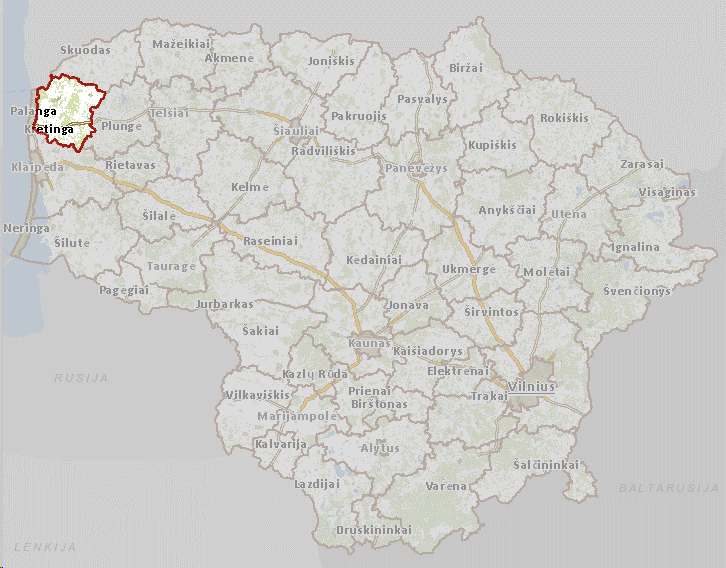 Skuodas
Mažeikiai
Akmenė
Joniškis
Biržai
Palanga
Kretinga
Plungė
Telšiai
Šiauliai
Pakruojis
Pasvalys
Rokiškis
Radviliškis
Kupiškis
Klaipėda
Rietavas
Panevėžys
Zarasai
Visaginas
Kelmė
Neringa
Šilutė
Šilalė
Anykščiai
Utena
Ignalina
Raseiniai
Tauragė
Kėdainiai
Ukmergė
Molėtai
Švenčionys
Pagėgiai
Jurbarkas
Jonava
Širvintos
Šakiai
Kaunas
Kaišiadorys
Elektrėnai
RUSIJA
Kazlų Rūda
Vilkaviškis
Prienai
Birštonas
Trakai
Vilnius
Marijampolė
Kalvarija
Alytus
Šalčininkai
Lazdijai
Varėna
BALTARUSIJA
Druskininkai
LENKIJA